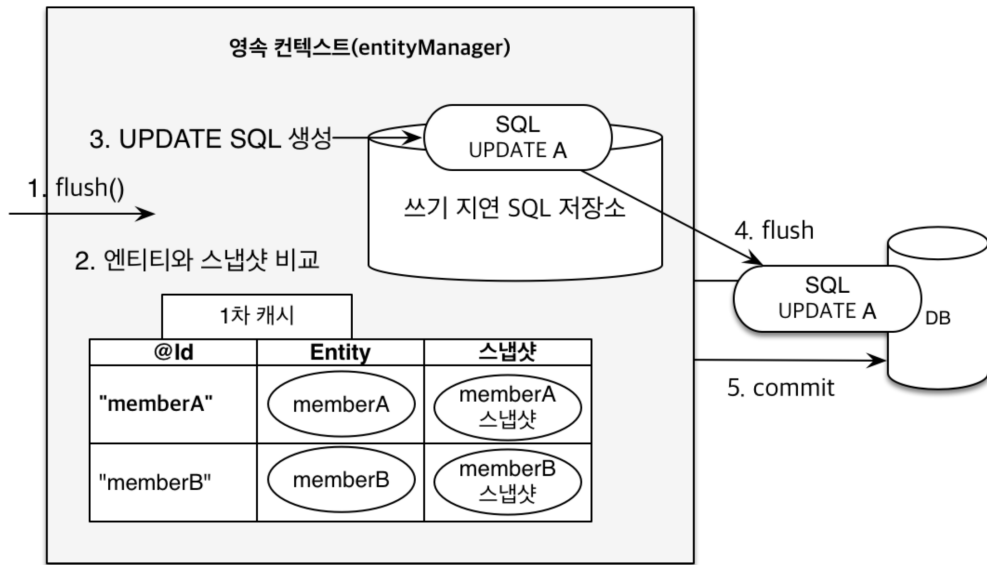 영속 컨텍스트(entityManager)
SQL
UPDATE A
3. UPDATE SQL 생성
1. flush()
쓰기 지연 SQL 저장소
4. flush
2. 엔티티와 스냅샷 비교
SQL
UPDATE A
DB
1차 캐시
@Id Entity 스냅샷
5. commit
"memberA" memberA memberA
스냅샷
"memberB" memberB memberB
스냅샷